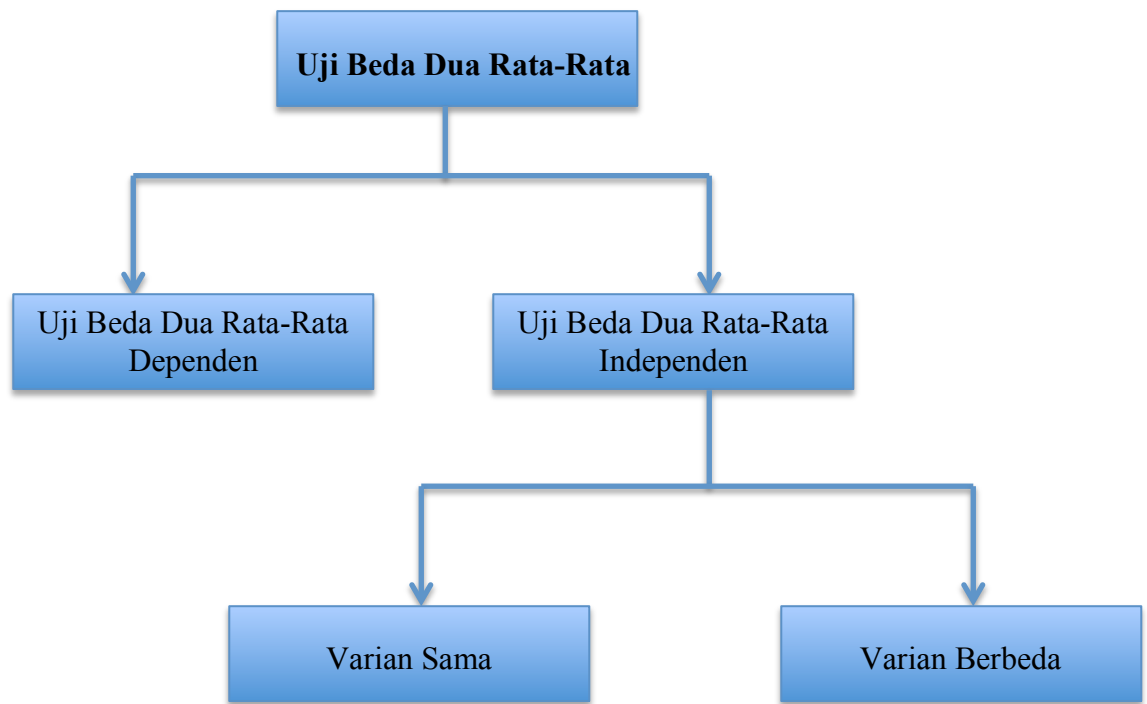 Uji Beda Dua Rata-Rata
Uji Beda Dua Rata-Rata
Dependen
Uji Beda Dua Rata-Rata
Independen
Varian Sama
Varian Berbeda